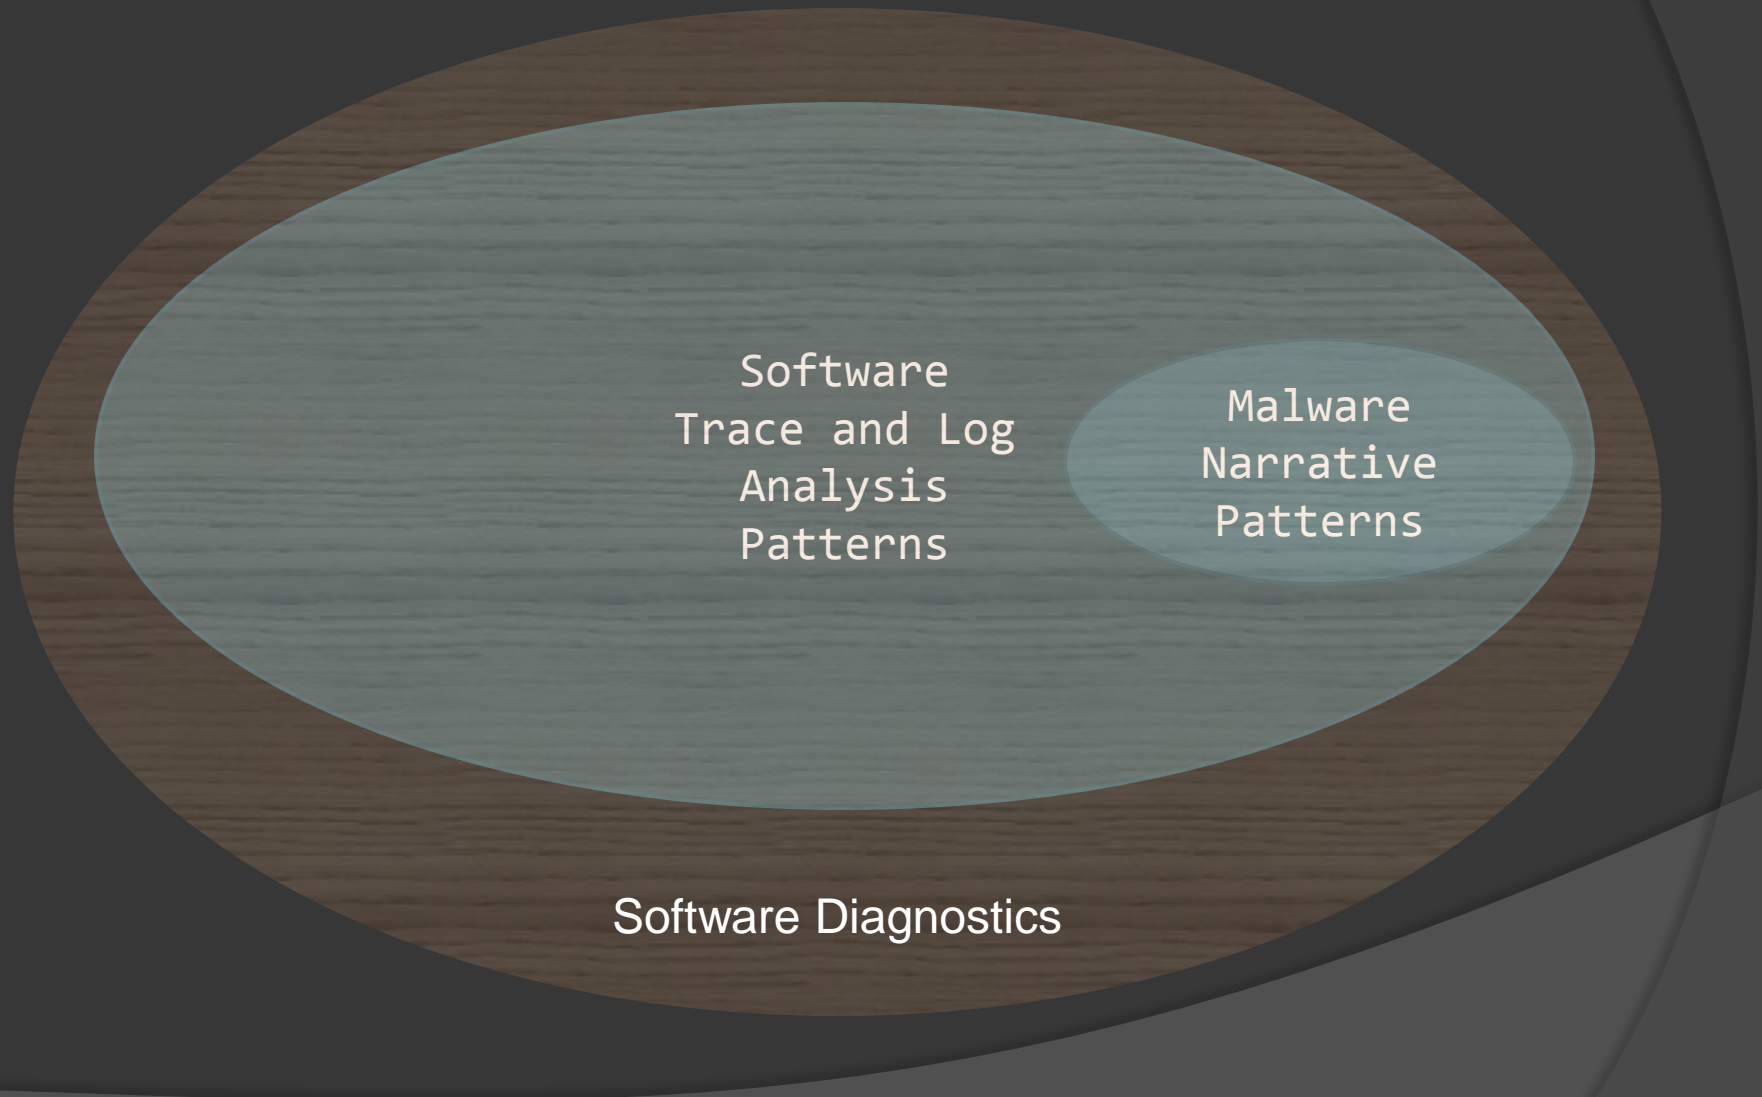 Software
Trace and Log
Analysis
Patterns
Malware
Narrative
Patterns
Software Diagnostics